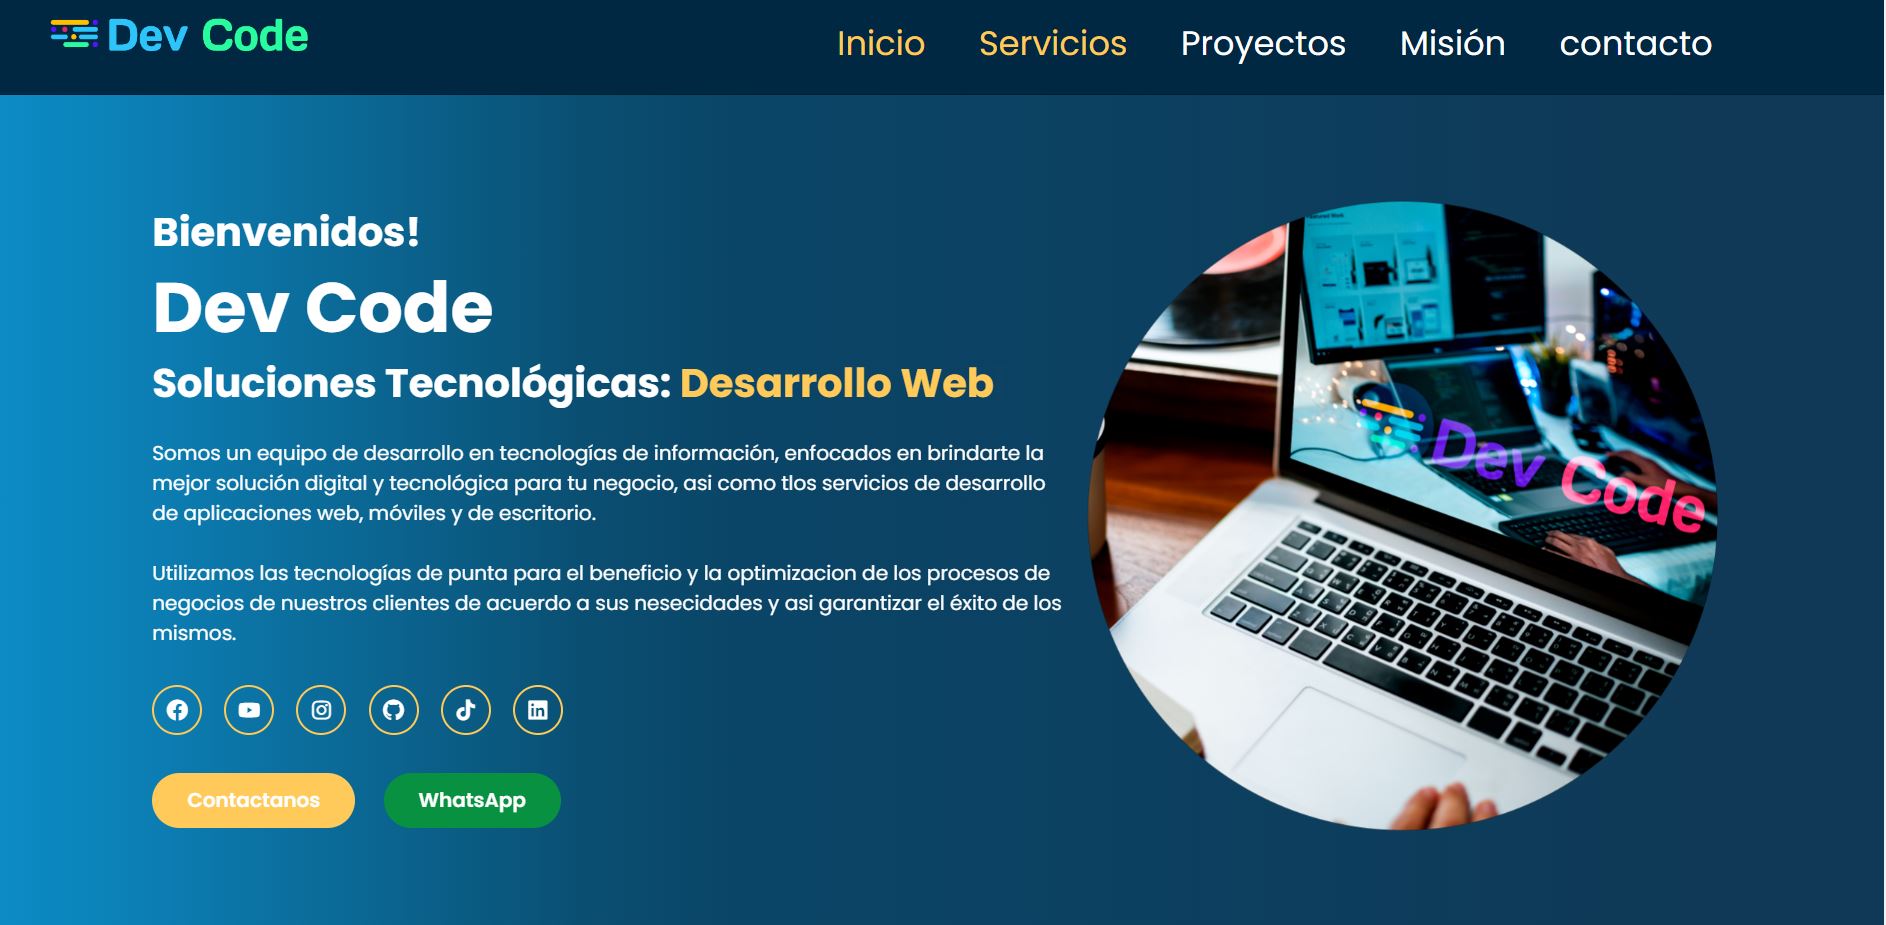 Dev Code
Inicio Servicios Proyectos Misión contacto
Bienvenidos!
Dev Code
Soluciones Tecnológicas: Desarrollo Web
Somos un equipo de desarrollo en tecnologías de información, enfocados en brindarte la
mejor solución digital y tecnológica para tu negocio, asi como tlos servicios de desarrollo
de aplicaciones web, móviles y de escritorio.
Utilizamos las tecnologías de punta para el beneficio y la optimizacion de los procesos de
negocios de nuestros clientes de acuerdo a sus nesecidades y asi garantizar el éxito de los
mismos.
Contactanos WhatsApp
Dev Code